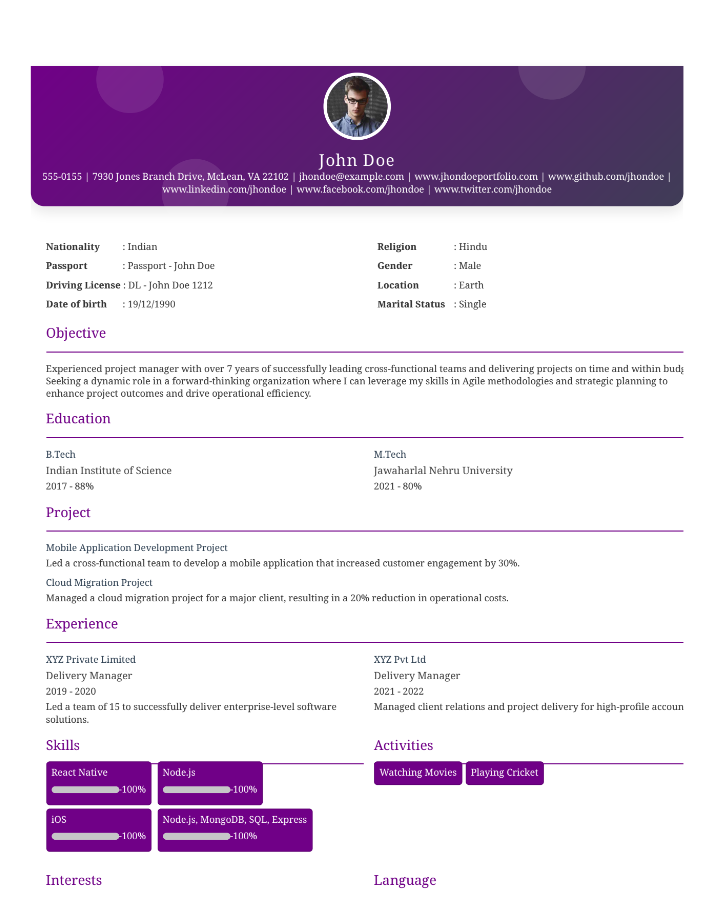 John Doe
555-0155 | 7930 Jones Branch Drive, McLean, VA 22102 | jhondoe@example.com | www.jhondoeportfolio.com | www.github.com/jhondoe |
www.linkedin.com/jhondoe | www.facebook.com/jhondoe | www.twitter.com/jhondoe
Nationality : Indian
Religion : Hindu
Passport : Passport - John Doe
Gender : Male
Driving License : DL - John Doe 1212
Location : Earth
Date of birth : 19/12/1990
Marital Status : Single
Objective
Experienced project manager with over 7 years of successfully leading cross-functional teams and delivering projects on time and within budg
Seeking a dynamic role in a forward-thinking organization where I can leverage my skills in Agile methodologies and strategic planning to
enhance project outcomes and drive operational efficiency.
Education
B.Tech
Indian Institute of Science
2017 - 88%
M.Tech
Jawaharlal Nehru University
2021 - 80%
Project
Mobile Application Development Project
Led a cross-functional team to develop a mobile application that increased customer engagement by 30%.
Cloud Migration Project
Managed a cloud migration project for a major client, resulting in a 20% reduction in operational costs.
Experience
XYZ Private Limited
Delivery Manager
2019 - 2020
Led a team of 15 to successfully deliver enterprise-level software
solutions.
XYZ Pvt Ltd
Delivery Manager
2021 - 2022
Managed client relations and project delivery for high-profile accoun
Skills
React Native
-100%
Node.js
-100%
iOS
-100%
Node.js, MongoDB, SQL, Express
-100%
Activities
Watching Movies
Playing Cricket
Interests
Language